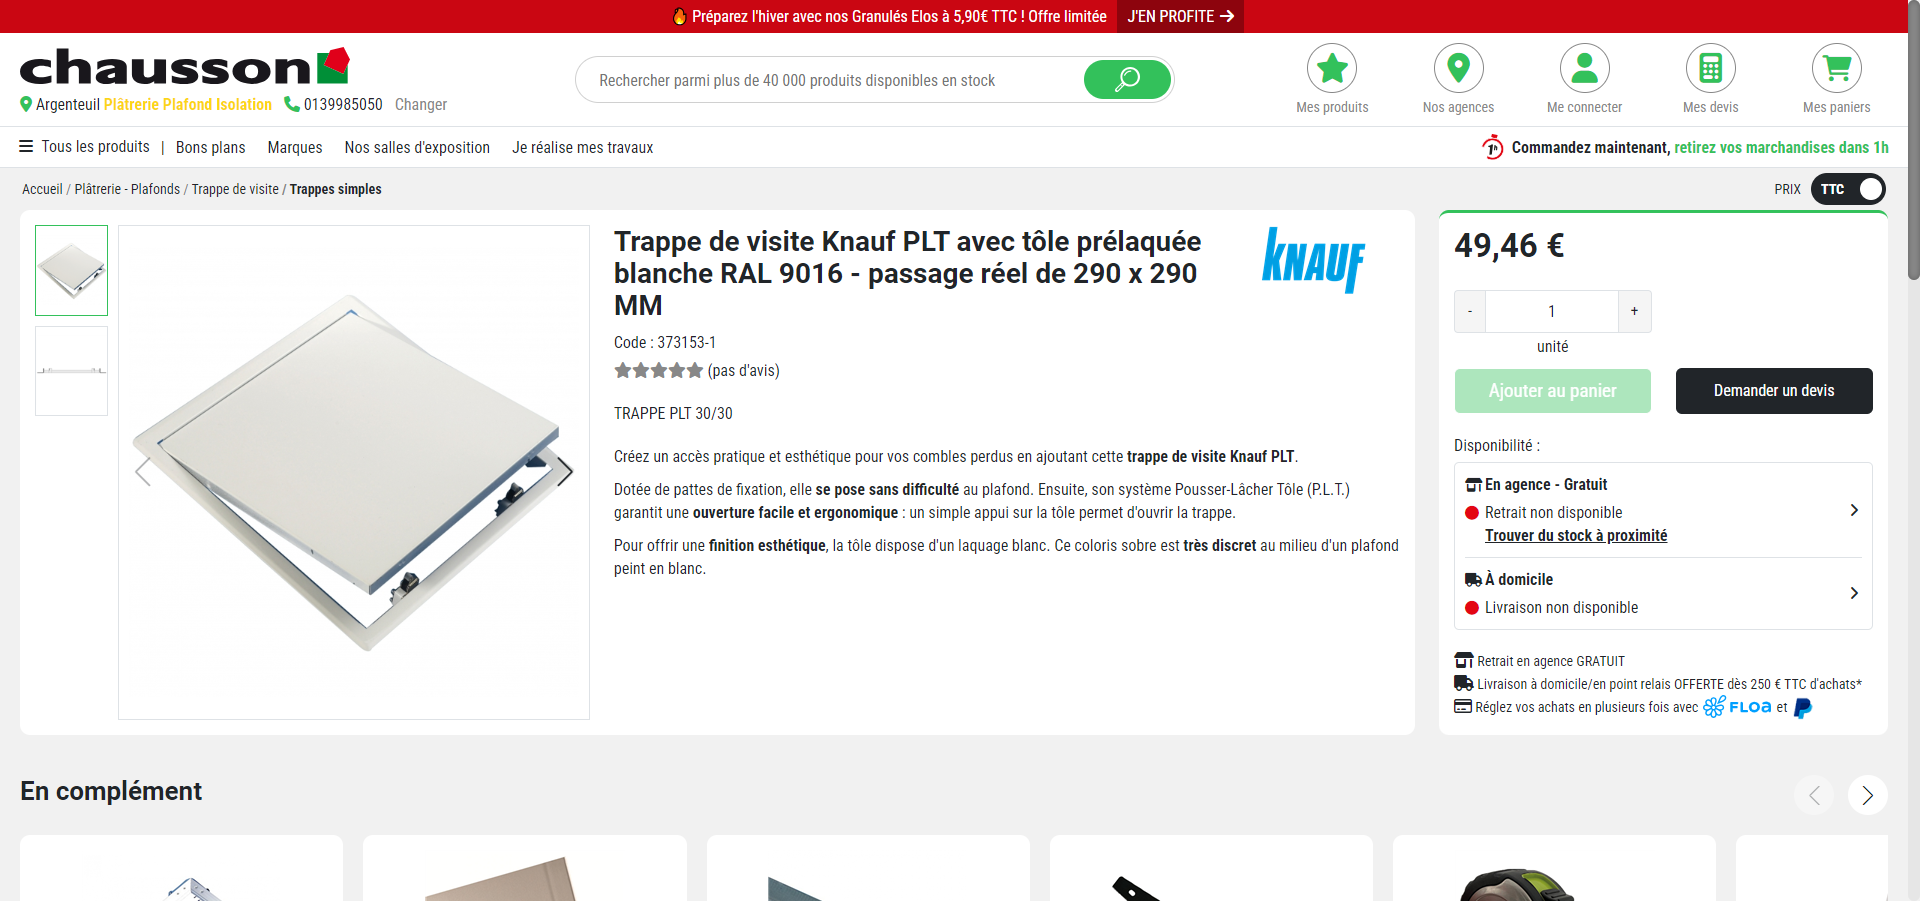 🔥 Préparez l'hiver avec nos Granulés Elos à 5,90€ TTC ! Offre limitée J'EN PROFITE →
chausson
Argenteuil Plâtrerie Plafond Isolation 0139985050 Changer
Rechercher parmi plus de 40 000 produits disponibles en stock
Mes produits
Nos agences
Me connecter
Mes devis
Mes paniers
Tous les produits | Bons plans Marques Nos salles d'exposition Je réalise mes travaux
1h Commandez maintenant, retirez vos marchandises dans 1h
Accueil / Plâtrerie - Plafonds / Trappe de visite / Trappes simples
PRIX TTC
Trappe de visite Knauf PLT avec tôle prélaquée
blanche RAL 9016 - passage réel de 290 x 290
MM
KNAUF
Code : 373153-1
(pas d'avis)
TRAPPE PLT 30/30
Créez un accès pratique et esthétique pour vos combles perdus en ajoutant cette trappe de visite Knauf PLT.
Dotée de pattes de fixation, elle se pose sans difficulté au plafond. Ensuite, son système Pousser-Lâcher Tôle (P.L.T.)
garantit une ouverture facile et ergonomique : un simple appui sur la tôle permet d'ouvrir la trappe.
Pour offrir une finition esthétique, la tôle dispose d'un laquage blanc. Ce coloris sobre est très discret au milieu d'un plafond
peint en blanc.
49,46 €
- 1 +
unité
Ajouter au panier
Demander un devis
Disponibilité :
En agence - Gratuit
Retrait non disponible
Trouver du stock à proximité
À domicile
Livraison non disponible
Retrait en agence GRATUIT
Livraison à domicile/en point relais OFFERTE dès 250 € TTC d'achats*
Réglez vos achats en plusieurs fois avec FLOA et
En complément